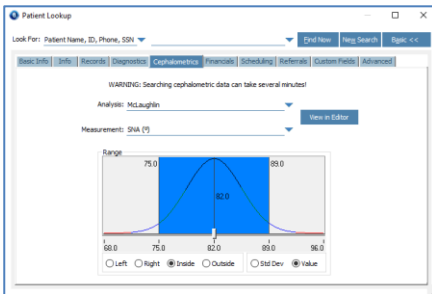 Patient Lookup
Look For: Patient Name, ID, Phone, SSN Find Now New Search Basic <<
Basic Info Info Records Diagnostics Cephalometrics Financials Scheduling Referrals Custom Fields Advanced
WARNING: Searching cephalometric data can take several minutes!
Analysis: McLaughlin
View in Editor
Measurement: SNA (º)
Range
75.0 89.0
82.0
68.0 75.0 82.0 89.0 96.0
Left Right Inside Outside Std Dev Value